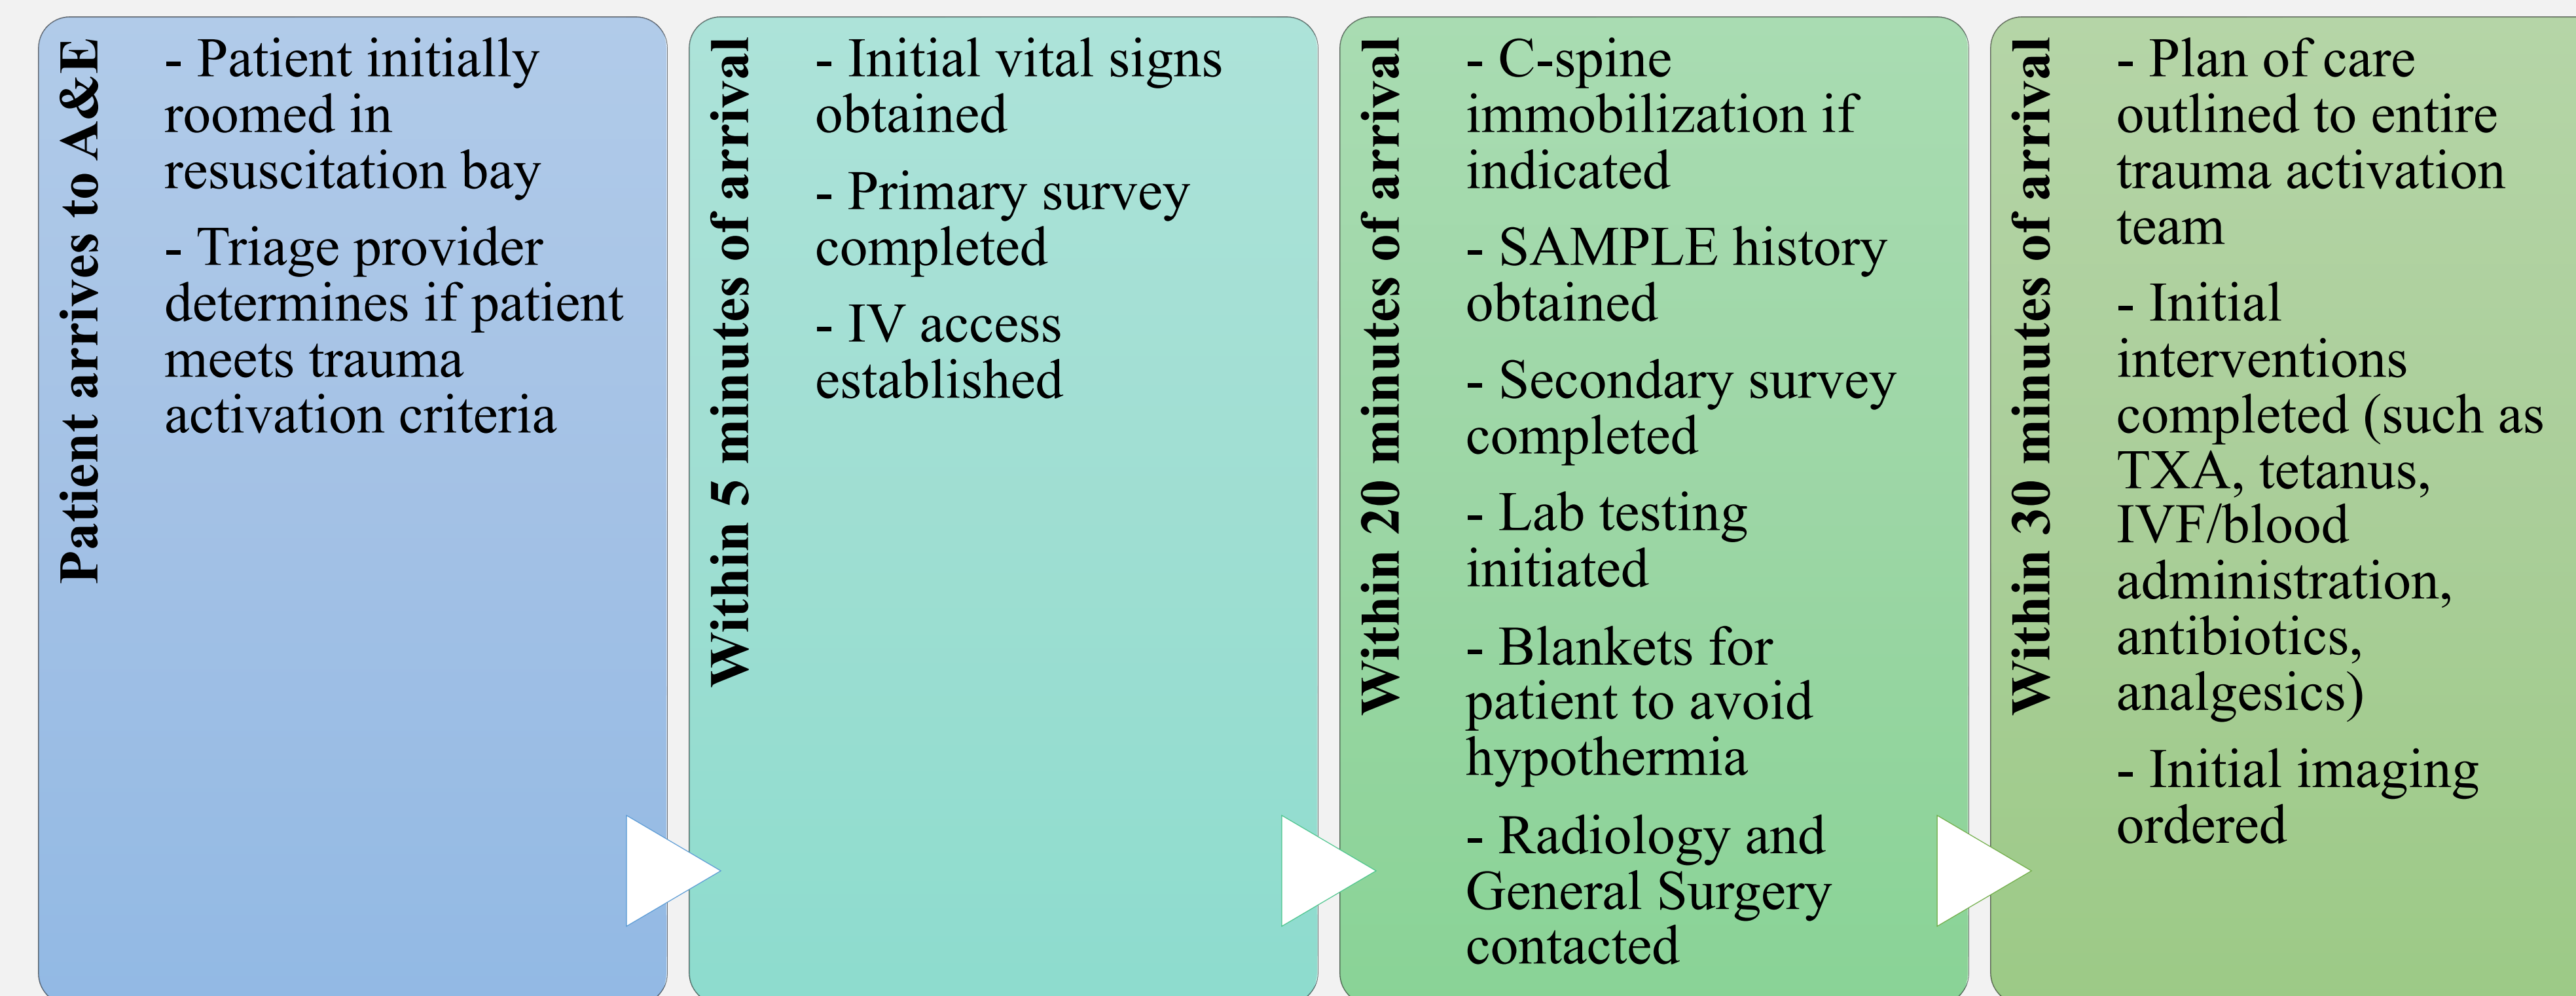 Patient arrives to A&E
- Patient initially
roomed in
resuscitation bay
- Triage provider
determines if patient
meets trauma
activation criteria
Within 5 minutes of arrival
- Initial vital signs
obtained
- Primary survey
completed
- IV access
established
Within 20 minutes of arrival
- C-spine
immobilization if
indicated
- SAMPLE history
obtained
- Secondary survey
completed
- Lab testing
initiated
- Blankets for
patient to avoid
hypothermia
- Radiology and
General Surgery
contacted
Within 30 minutes of arrival
- Plan of care
outlined to entire
trauma activation
team
- Initial
interventions
completed (such as
TXA, tetanus,
IVF/blood
administration,
antibiotics,
analgesics)
- Initial imaging
ordered